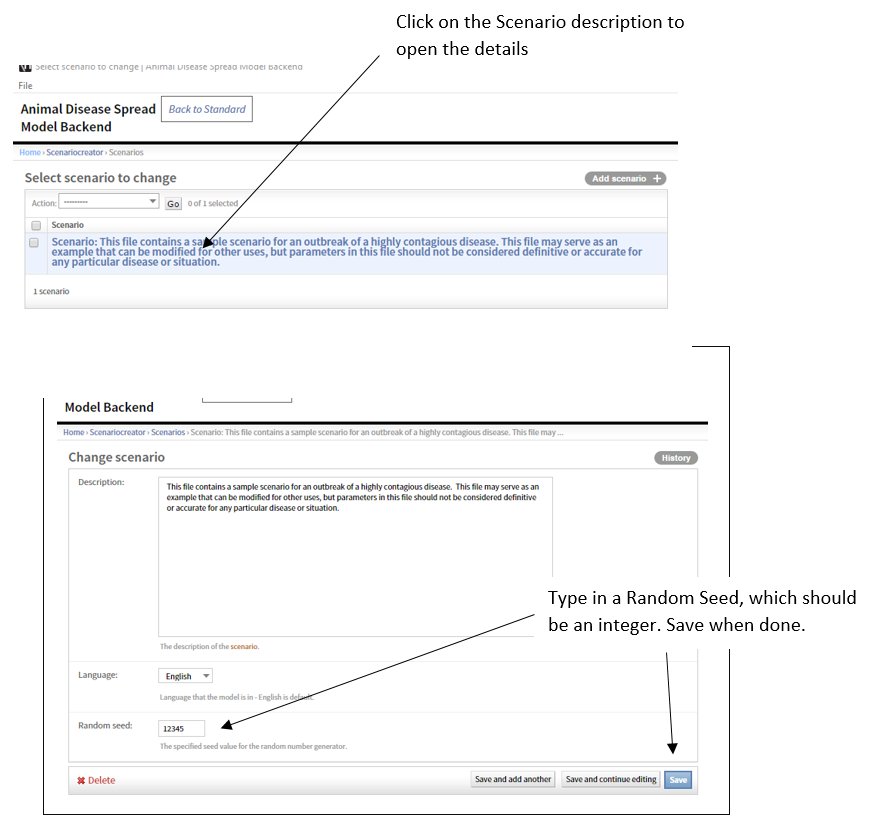 Click on the Scenario description to
open the details
Select scenario to change | Animal Disease Spread Model Backend
File
Animal Disease Spread
Model Backend
Back to Standard
Home › Scenariocreator › Scenarios
Select scenario to change
Add scenario +
Action: --------- Go 0 of 1 selected
Scenario
Scenario: This file contains a sample scenario for an outbreak of a highly contagious disease. This file may serve as an
example that can be modified for other uses, but parameters in this file should not be considered definitive or accurate for
any particular disease or situation.
1 scenario
Model Backend
Home › Scenariocreator › Scenarios › Scenario: This file contains a sample scenario for an outbreak of a highly contagious disease. This file may ...
Change scenario
History
Description:
This file contains a sample scenario for an outbreak of a highly contagious disease. This file may serve as an
example that can be modified for other uses, but parameters in this file should not be considered definitive
or accurate for any particular disease or situation.
Type in a Random Seed, which should
be an integer. Save when done.
The description of the scenario.
Language: English
Language that the model is in - English is default.
Random seed: 12345
The specified seed value for the random number generator.
Delete
Save and add another
Save and continue editing
Save